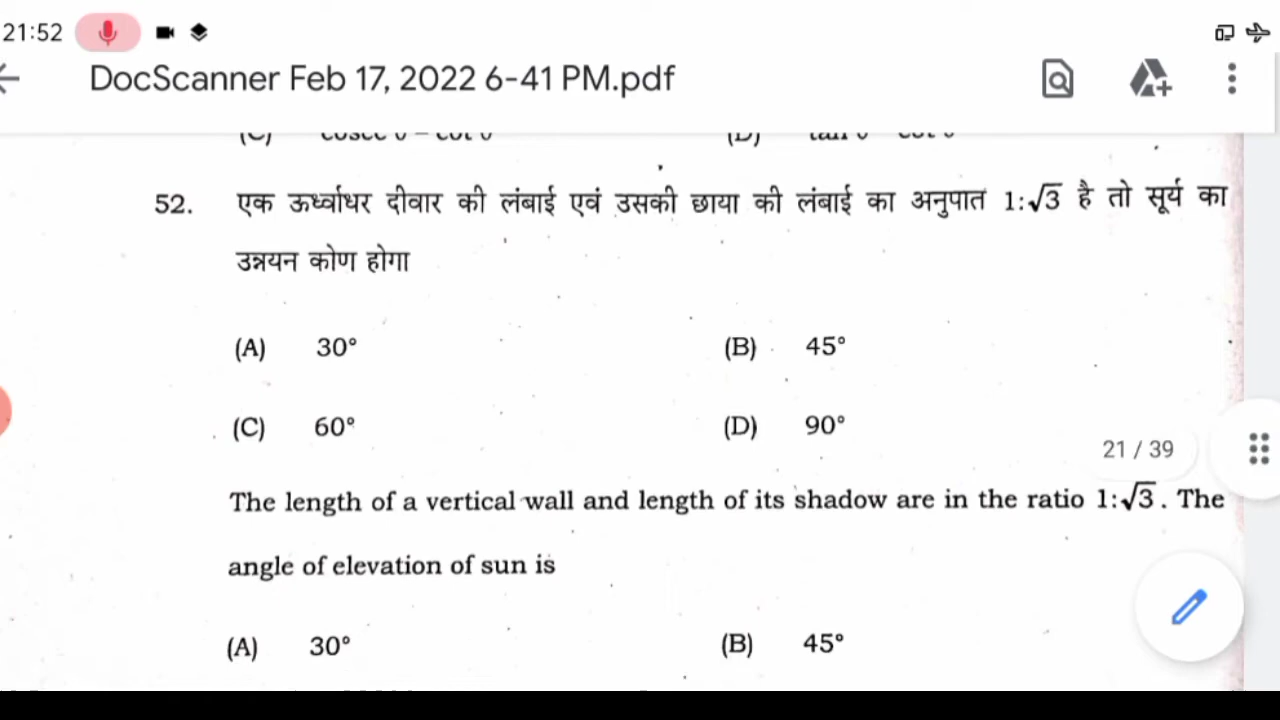 21:52
DocScanner Feb 17, 2022 6-41 PM.pdf
52. एक ऊर्ध्वाधर दीवार की लंबाई एवं उसकी छाया की लंबाई का अनुपात 1:√3 है तो सूर्य का
उन्नयन कोण होगा
(A) 30° (B) 45°
(C) 60° (D) 90°
21 / 39
The length of a vertical wall and length of its shadow are in the ratio 1:√3. The
angle of elevation of sun is
(A) 30° (B) 45°